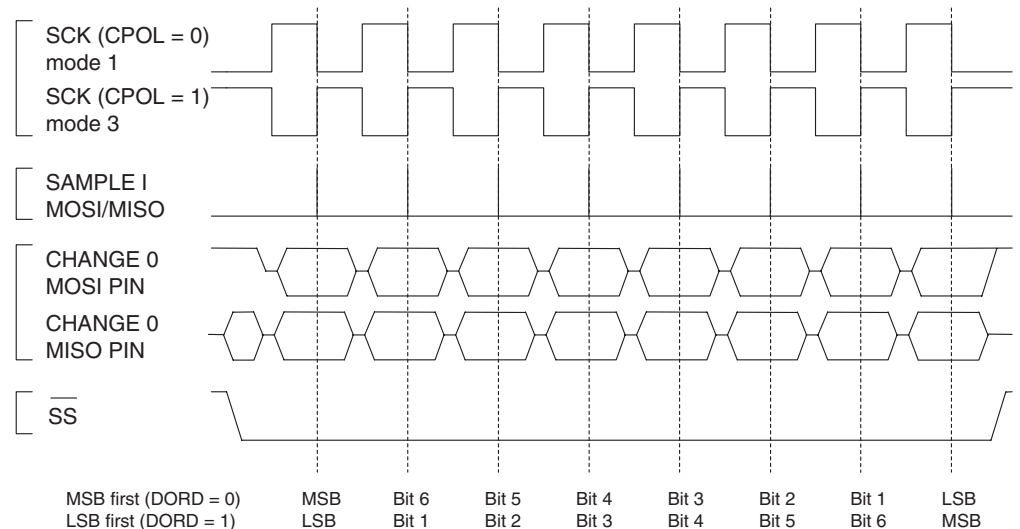 SCK (CPOL = 0)
mode 1
SCK (CPOL = 1)
mode 3
SAMPLE I
MOSI/MISO
CHANGE 0
MOSI PIN
CHANGE 0
MISO PIN
SS
MSB first (DORD = 0) MSB Bit 6 Bit 5 Bit 4 Bit 3 Bit 2 Bit 1 LSB
LSB first (DORD = 1) LSB Bit 1 Bit 2 Bit 3 Bit 4 Bit 5 Bit 6 MSB